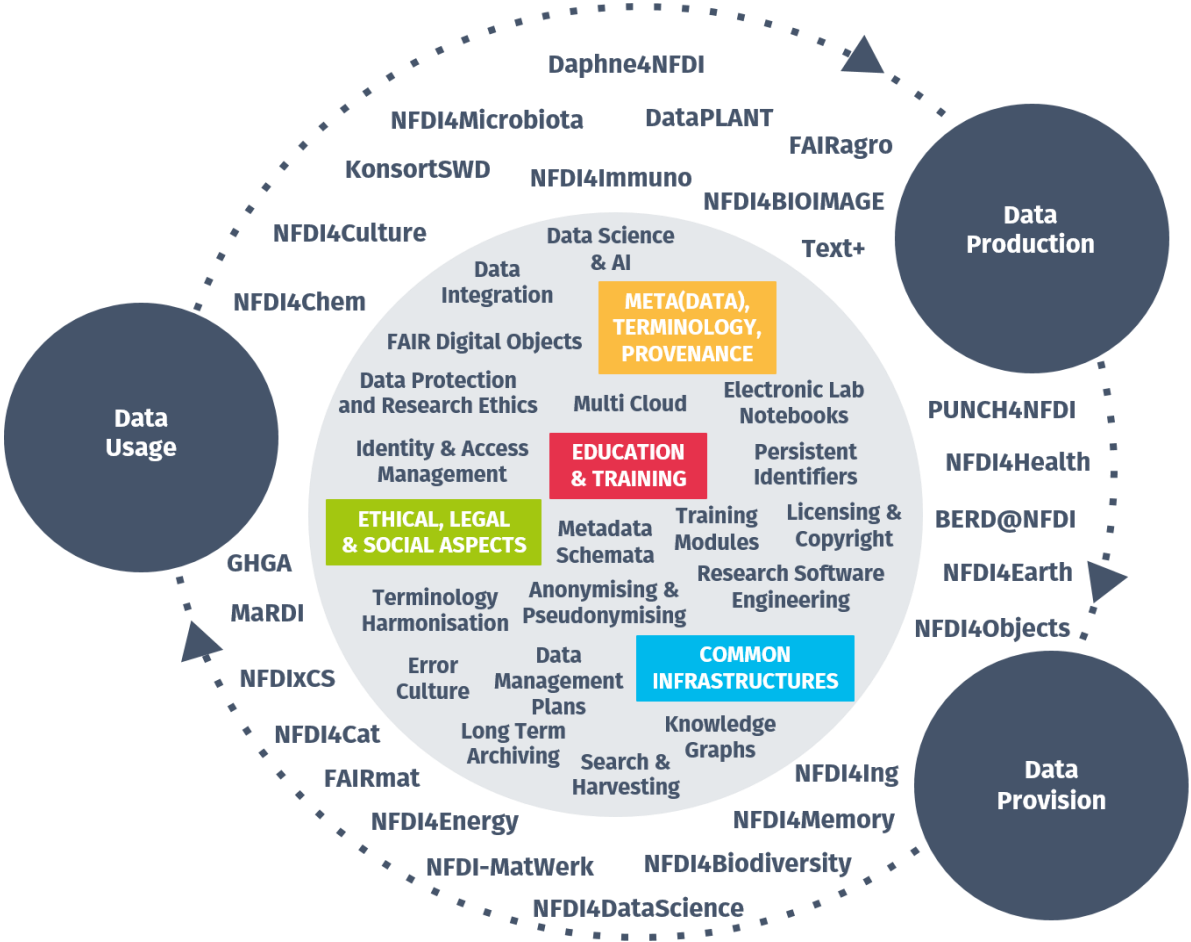 Daphne4NFDI
NFDI4Microbiota
DataPLANT
FAIRagro
KonsortSWD
NFDI4Immuno
NFDI4BIOIMAGE
NFDI4Culture
Text+
NFDI4Chem
Data
Production
Data
Usage
Data Science
& AI
Data
Integration
META(DATA),
TERMINOLOGY,
PROVENANCE
FAIR Digital Objects
Data Protection
and Research Ethics
Multi Cloud
Electronic Lab
Notebooks
Identity & Access
Management
EDUCATION
& TRAINING
Persistent
Identifiers
ETHICAL, LEGAL
& SOCIAL ASPECTS
Metadata
Schemata
Training
Modules
Licensing &
Copyright
Terminology
Harmonisation
Anonymising &
Pseudonymising
Research Software
Engineering
Error
Culture
Data
Management
Plans
COMMON
INFRASTRUCTURES
Long Term
Archiving
Search &
Harvesting
Knowledge
Graphs
PUNCH4NFDI
NFDI4Health
BERD@NFDI
NFDI4Earth
NFDI4Objects
Data
Provision
GHGA
MaRDI
NFDIxCS
NFDI4Cat
FAIRmat
NFDI4Energy
NFDI-MatWerk
NFDI4DataScience
NFDI4Biodiversity
NFDI4Memory
NFDI4Ing